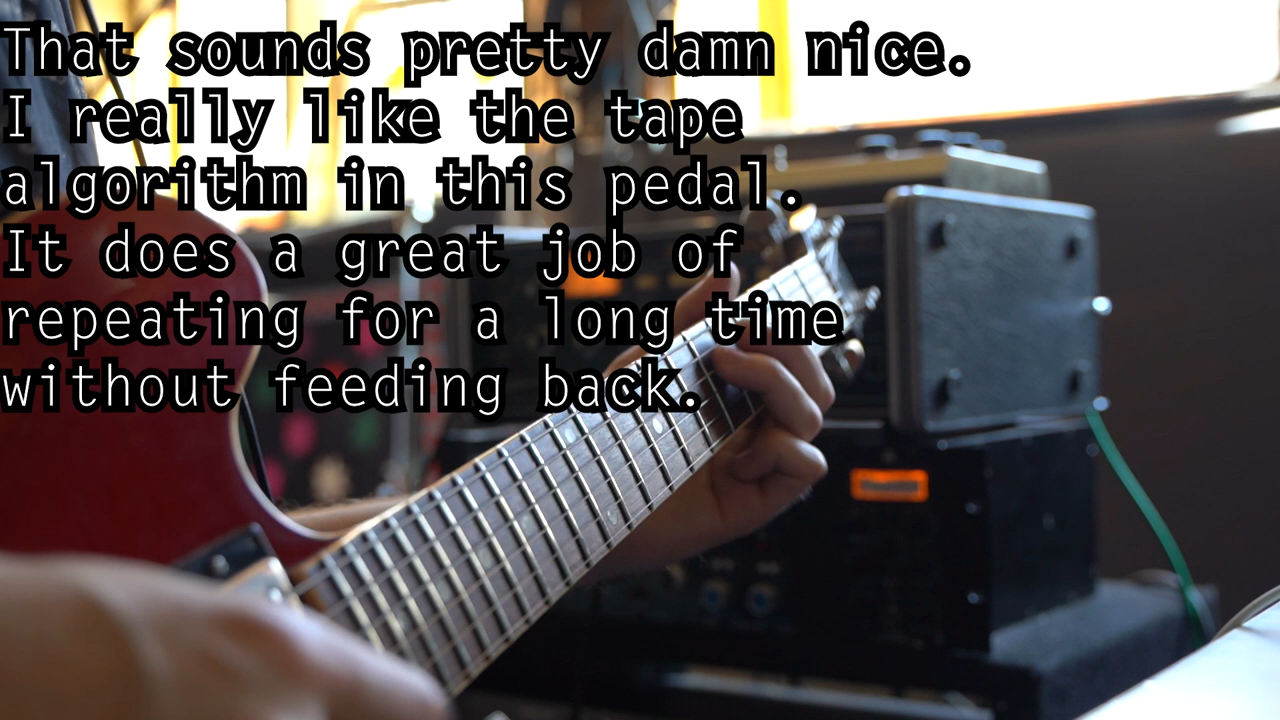 That sounds pretty damn nice.
I really like the tape
algorithm in this pedal.
It does a great job of
repeating for a long time
without feeding back.